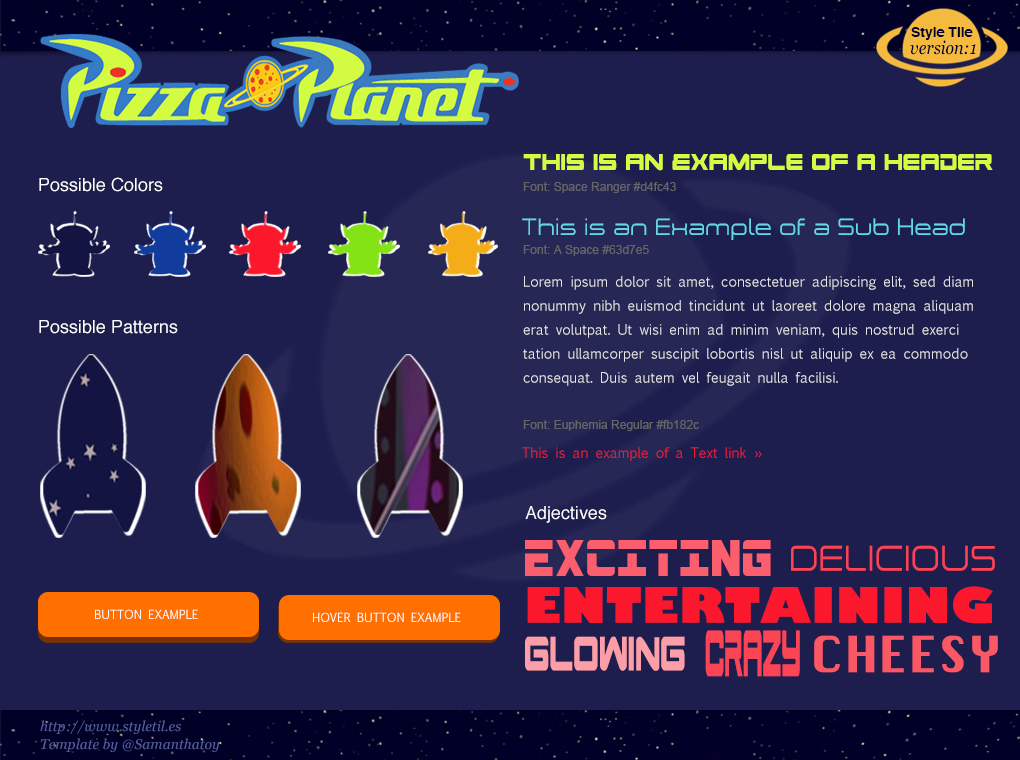 Style Tile
version:1
Pizza Planet
Possible Colors
Possible Patterns
BUTTON EXAMPLE
HOVER BUTTON EXAMPLE
THIS IS AN EXAMPLE OF A HEADER
Font: Space Ranger #d4fc43
This is an Example of a Sub Head
Font: A Space #63d7e5
Lorem ipsum dolor sit amet, consectetuer adipiscing elit, sed diam
nonummy nibh euismod tincidunt ut laoreet dolore magna aliquam
erat volutpat. Ut wisi enim ad minim veniam, quis nostrud exerci
tation ullamcorper suscipit lobortis nisl ut aliquip ex ea commodo
consequat. Duis autem vel feugait nulla facilisi.
Font: Euphemia Regular #fb182c
This is an example of a Text link »
Adjectives
EXCITING DELICIOUS
ENTERTAINING
GLOWING CRAZY CHEESY
http://www.styletil.es
Template by @Samanthatoy